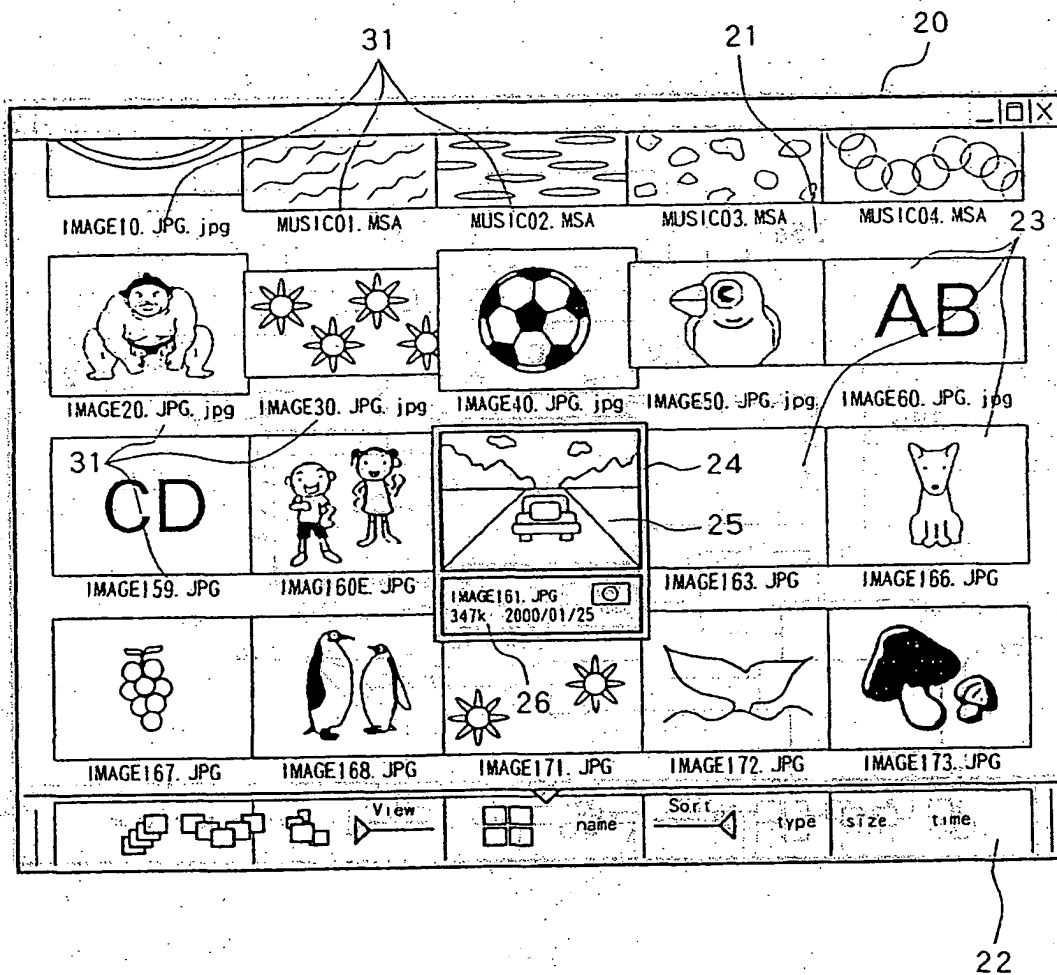 31
21
20
IMAGE10. JPG. jpg
MUSIC01. MSA
MUSIC02. MSA
MUSIC03. MSA
MUSIC04. MSA
23
AB
IMAGE20. JPG. jpg
IMAGE30. JPG. jpg
IMAGE40. JPG. jpg
IMAGE50. JPG. jpg
IMAGE60. JPG. jpg
31
CD
24
25
IMAGE159. JPG
IMAG160E. JPG
IMAGE161. JPG
347k 2000/01/25
IMAGE163. JPG
IMAGE166. JPG
26
IMAGE167. JPG
IMAGE168. JPG
IMAGE171. JPG
IMAGE172. JPG
IMAGE173. JPG
View
name
Sort
type
size
time
22